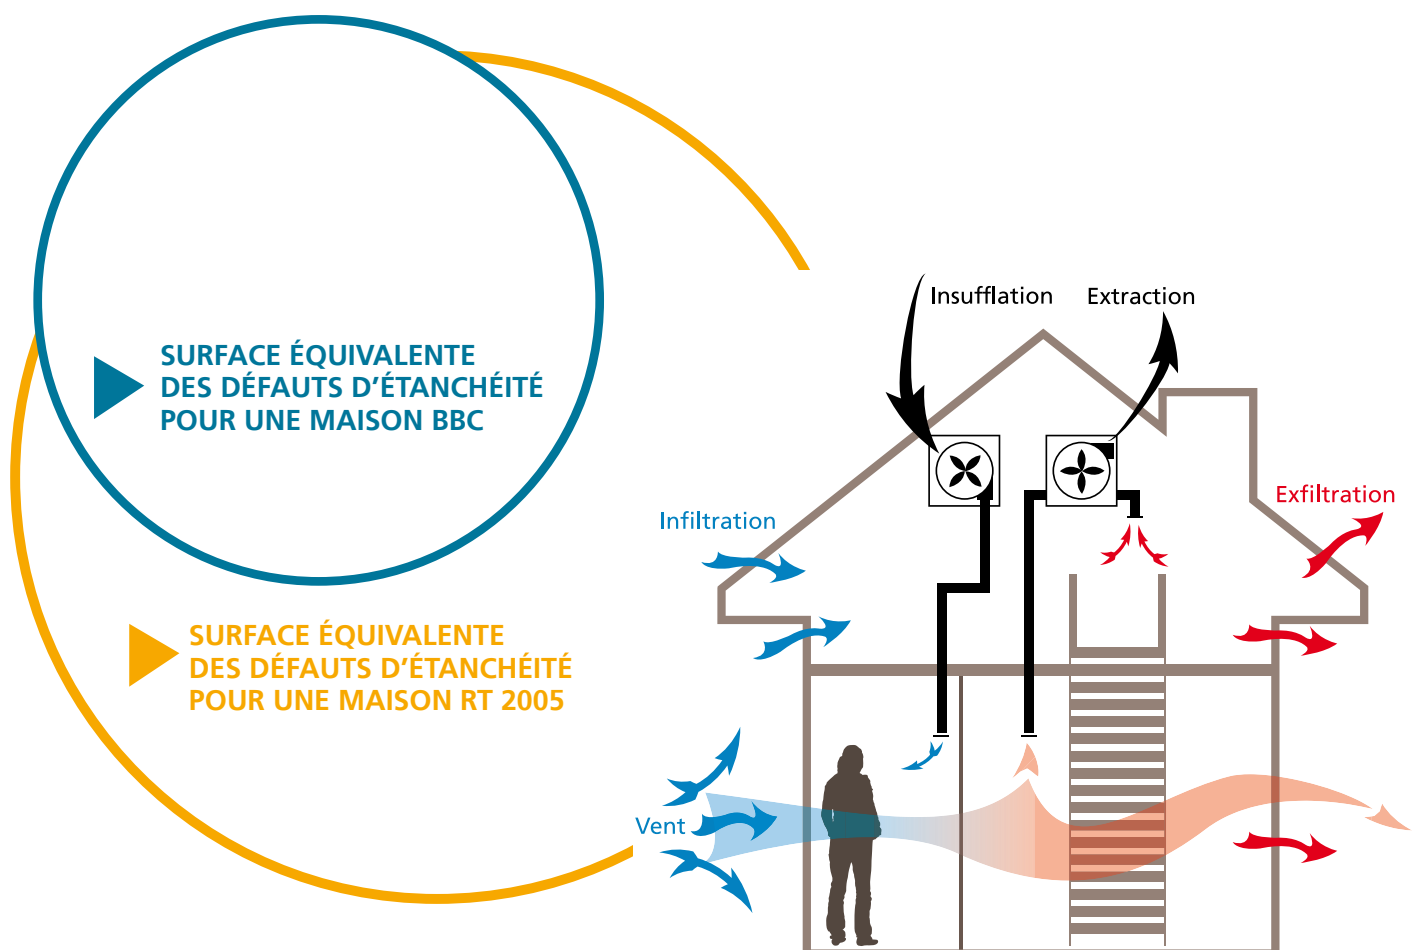 SURFACE ÉQUIVALENTE
DES DÉFAUTS D’ÉTANCHÉITÉ
POUR UNE MAISON BBC
SURFACE ÉQUIVALENTE
DES DÉFAUTS D’ÉTANCHÉITÉ
POUR UNE MAISON RT 2005
Insufflation
Extraction
Infiltration
Exfiltration
Vent